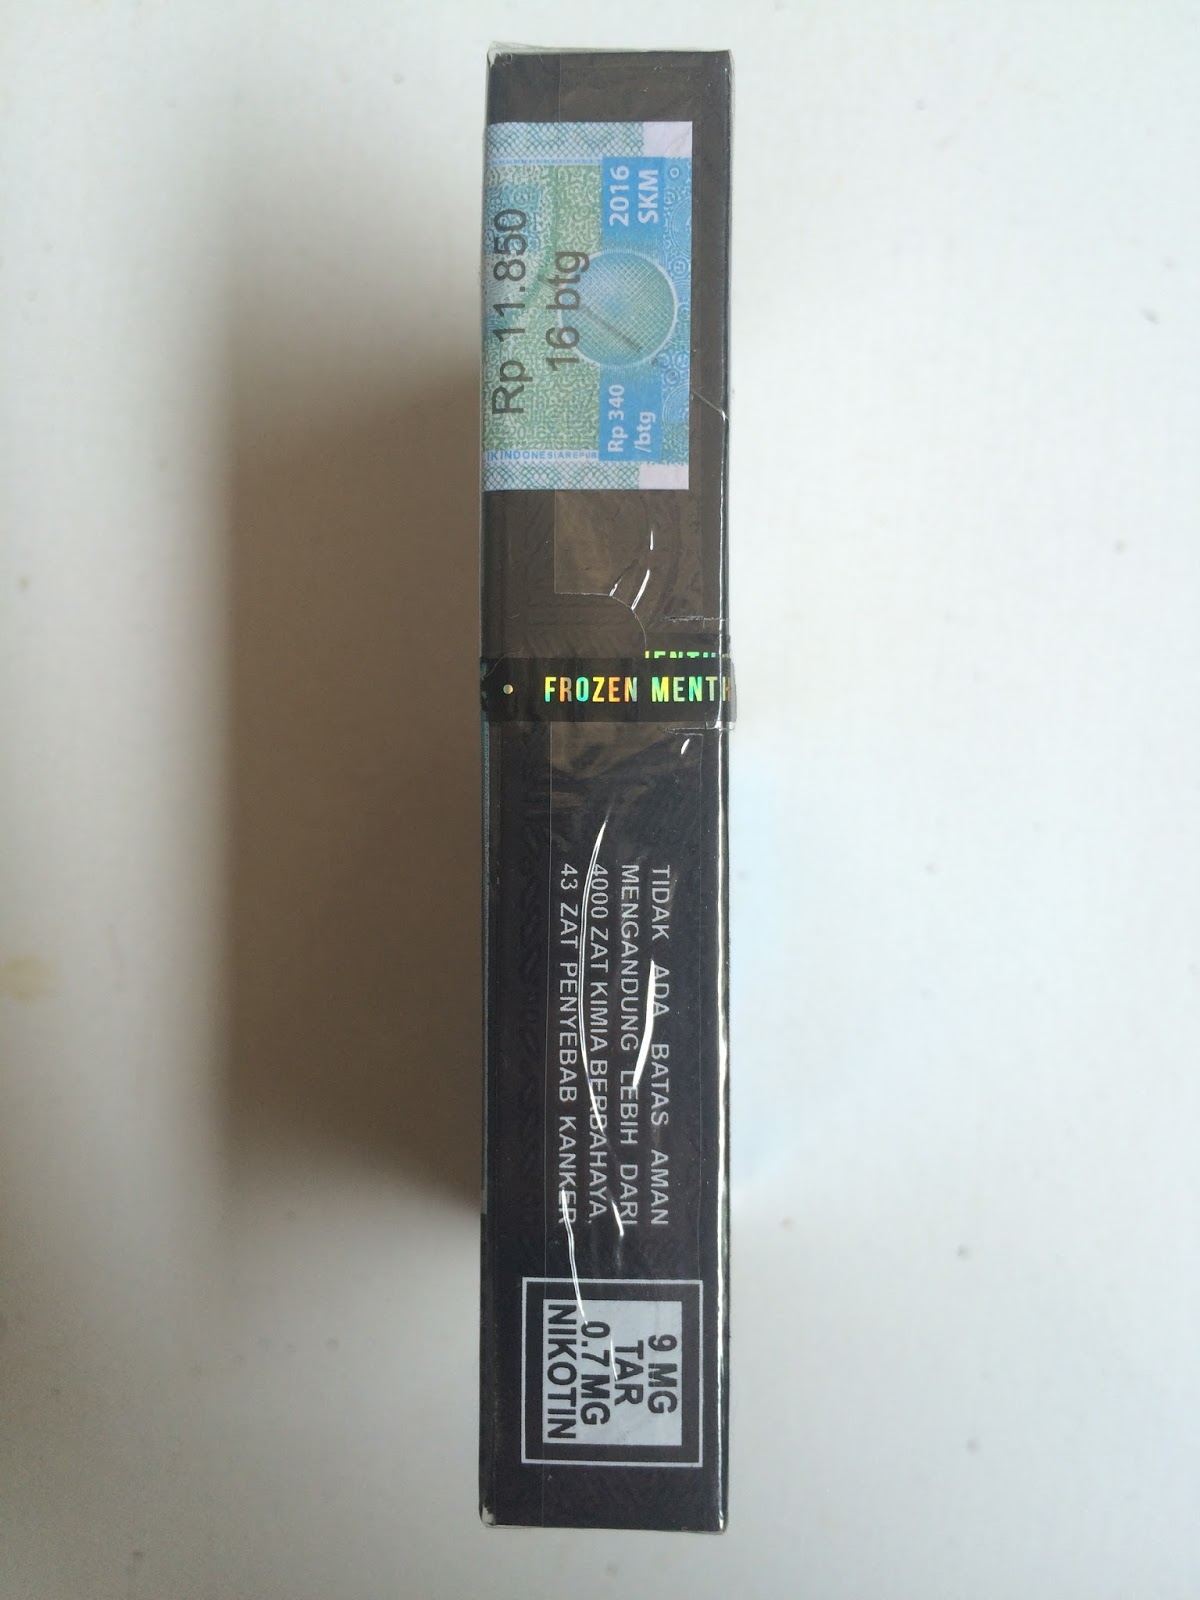 Rp 11.850
16 btg
2016
SKM
Rp 340
/btg
IKINDONESIAREPUB
FROZEN MENTH
TIDAK ADA BATAS AMAN
MENGANDUNG LEBIH DARI
4000 ZAT KIMIA BERBAHAYA.
43 ZAT PENYEBAB KANKER
9 MG
TAR
0.7 MG
NIKOTIN